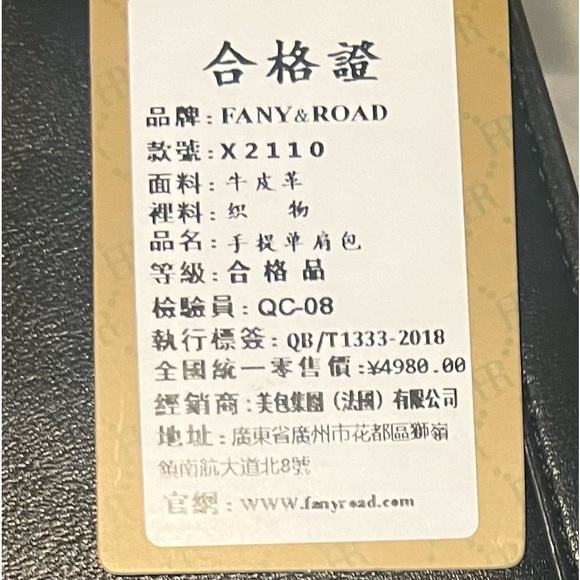 合格證
品牌:FANY&ROAD
款號:X2110
面料:牛皮革
裡料:织 物
品名:手提单肩包
等級:合格品
檢驗員:QC-08
執行標簽:QB/T1333-2018
全國統一零售價:¥4980.00
經銷商:美包集團(法國)有限公司
地址:廣東省廣州市花都區獅嶺
鎮南航大道北8號
官網:WWW.fanyroad.com